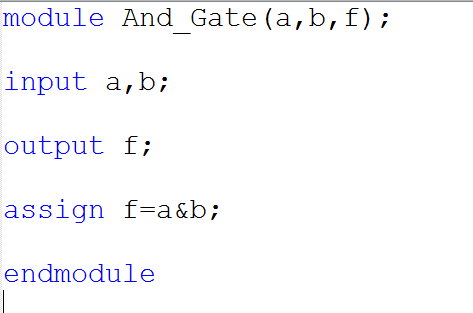 module And_Gate(a,b,f);
input a,b;
output f;
assign f=a&b;
endmodule